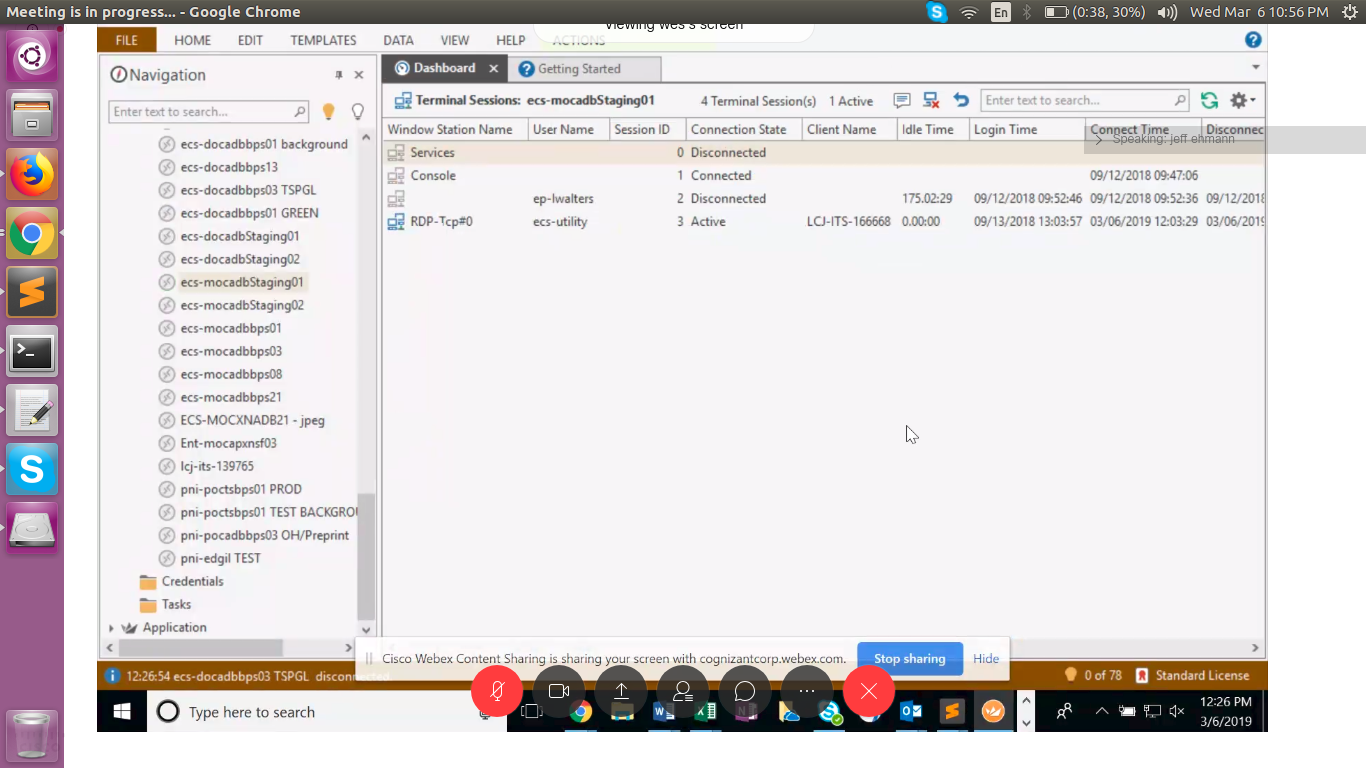 Meeting is in progress... - Google Chrome
En (0:38, 30%) Wed Mar 6 10:56 PM
Viewing wes's screen
FILE HOME EDIT TEMPLATES DATA VIEW HELP ACTIONS
Navigation
Enter text to search...
ecs-docadbbps01 background
ecs-docadbbps13
ecs-docadbbps03 TSPGL
ecs-docadbbps01 GREEN
ecs-docadbStaging01
ecs-docadbStaging02
ecs-mocadbStaging01
ecs-mocadbStaging02
ecs-mocadbbps01
ecs-mocadbbps03
ecs-mocadbbps08
ecs-mocadbbps21
ECS-MOCXNADB21 - jpeg
Ent-mocapxnsf03
lcj-its-139765
pni-poctsbps01 PROD
pni-poctsbps01 TEST BACKGROU
pni-pocadbbps03 OH/Preprint
pni-edgil TEST
Credentials
Tasks
Application
Dashboard Getting Started
Terminal Sessions: ecs-mocadbStaging01 4 Terminal Session(s) 1 Active Enter text to search...
Window Station Name User Name Session ID Connection State Client Name Idle Time Login Time Connect Time Disconnec
Speaking: jeff ehmann
Services 0 Disconnected
Console 1 Connected 09/12/2018 09:47:06
ep-lwalters 2 Disconnected 175.02:29 09/12/2018 09:52:46 09/12/2018 09:52:36 09/12/2018
RDP-Tcp#0 ecs-utility 3 Active LCJ-ITS-166668 0.00:00 09/13/2018 13:03:57 03/06/2019 12:03:29 03/06/2019
Cisco Webex Content Sharing is sharing your screen with cognizantcorp.webex.com. Stop sharing Hide
12:26:54 ecs-docadbbps03 TSPGL disconnected
0 of 78 Standard License
Type here to search
12:26 PM
3/6/2019